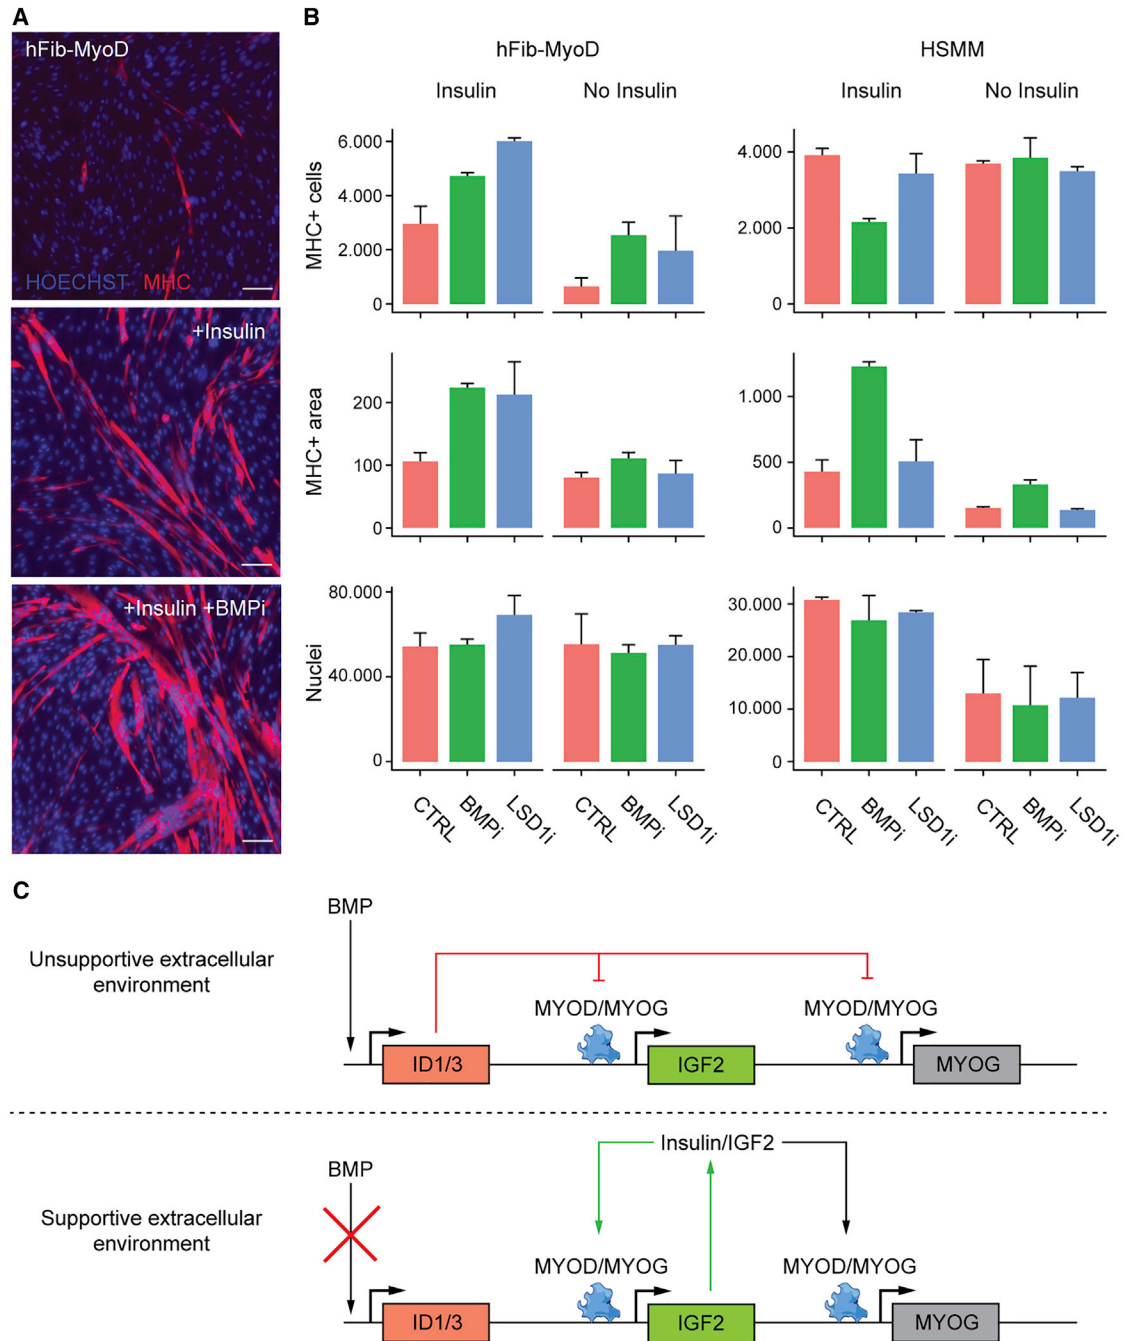 A
hFib-MyoD
HOECHST MHC
+Insulin
+Insulin +BMPi
B
hFib-MyoD
HSMM
Insulin
No Insulin
Insulin
No Insulin
MHC+ cells
6.000
4.000
2.000
0
4.000
2.000
0
MHC+ area
200
100
0
1.000
500
0
Nuclei
80.000
40.000
0
30.000
20.000
10.000
0
CTRL
BMPi
LSD1i
CTRL
BMPi
LSD1i
CTRL
BMPi
LSD1i
CTRL
BMPi
LSD1i
C
BMP
Unsupportive extracellular
environment
MYOD/MYOG
MYOD/MYOG
ID1/3
IGF2
MYOG
Insulin/IGF2
BMP
Supportive extracellular
environment
MYOD/MYOG
MYOD/MYOG
ID1/3
IGF2
MYOG